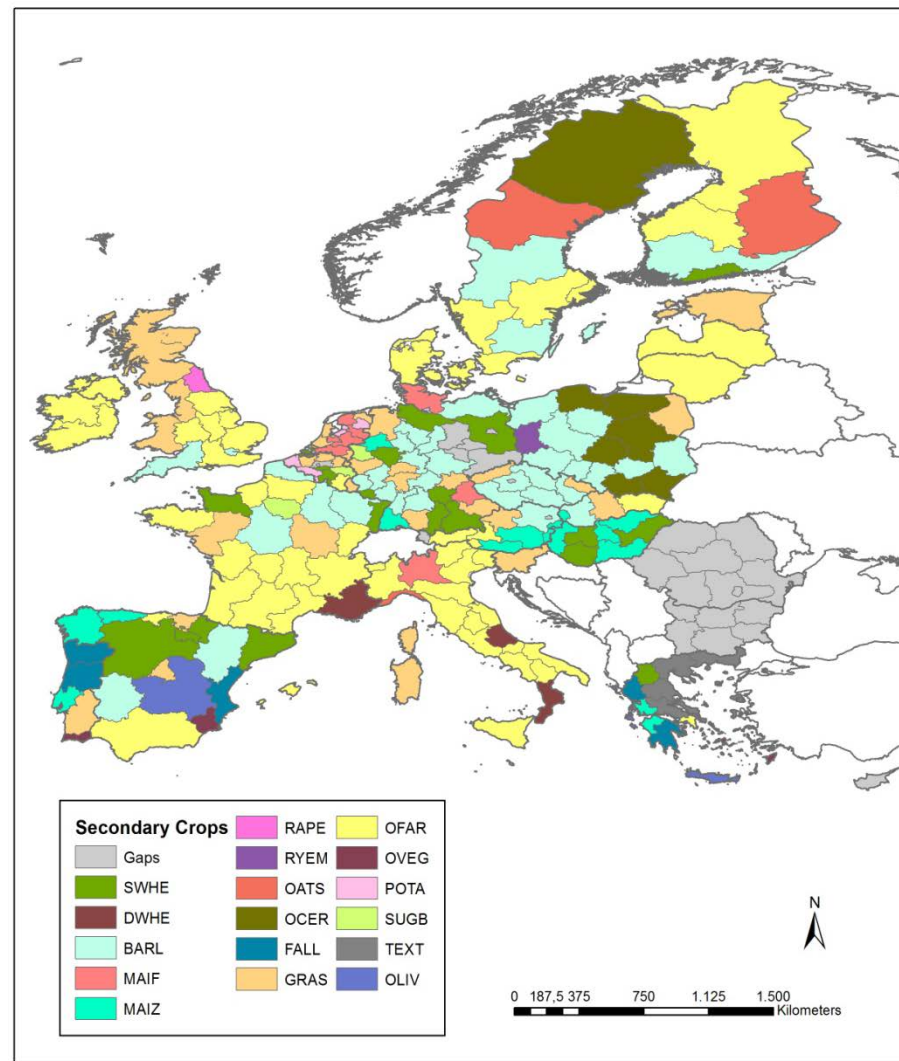 Secondary Crops
Gaps
SWHE
DWHE
BARL
MAIF
MAIZ
RAPE
RYEM
OATS
OCER
FALL
GRAS
OFAR
OVEG
POTA
SUGB
TEXT
OLIV
N
0 187,5 375 750 1.125 1.500
Kilometers